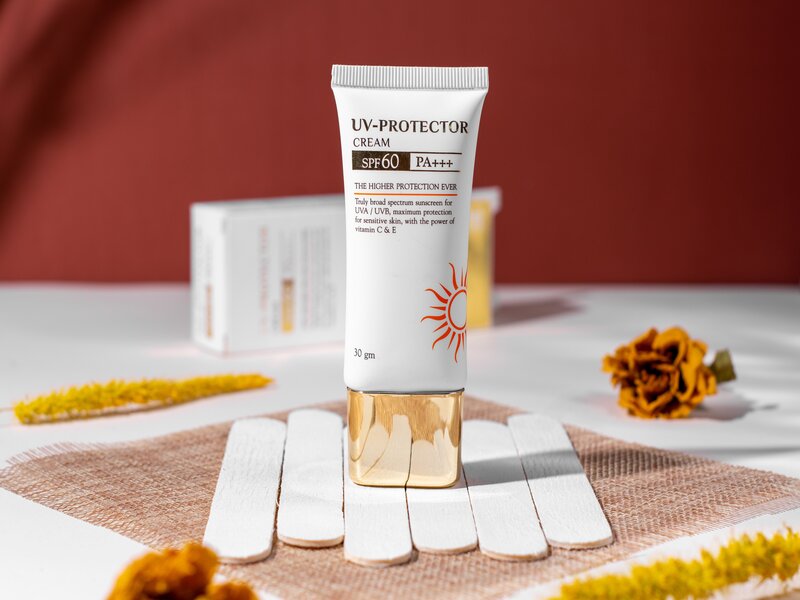 UV-PROTECTOR
CREAM
SPF60 PA+++
THE HIGHER PROTECTION EVER
Truly broad spectrum sunscreen for
UVA / UVB, maximum protection
for sensitive skin, with the power of
vitamin C & E
30 gm